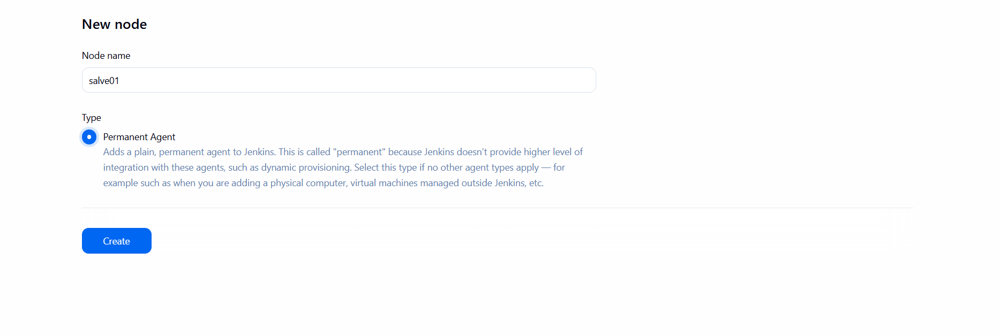 New node
Node name
salve01
Type
Permanent Agent
Adds a plain, permanent agent to Jenkins. This is called "permanent" because Jenkins doesn’t provide higher level of
integration with these agents, such as dynamic provisioning. Select this type if no other agent types apply — for
example such as when you are adding a physical computer, virtual machines managed outside Jenkins, etc.
Create